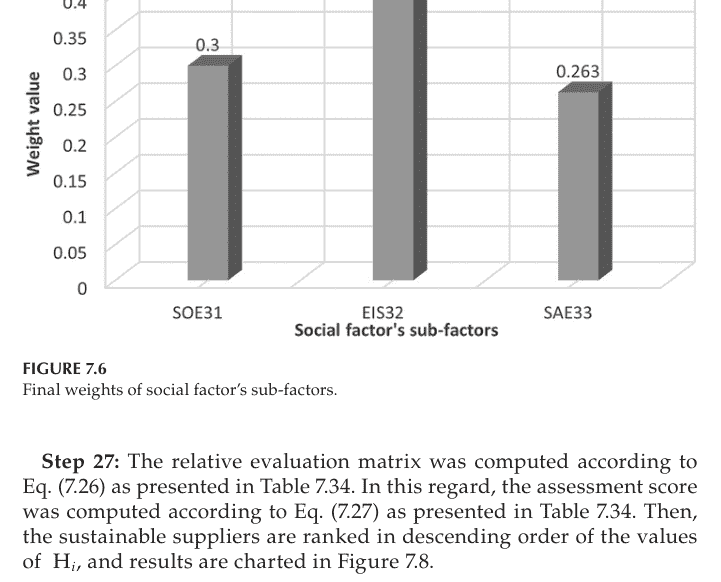 0.4
0.35
0.3
0.25
0.2
0.15
0.1
0.05
0
Weight value
0.3
0.263
SOE31 EIS32 SAE33
Social factor's sub-factors
FIGURE 7.6
Final weights of social factor’s sub-factors.
Step 27: The relative evaluation matrix was computed according to
Eq. (7.26) as presented in Table 7.34. In this regard, the assessment score
was computed according to Eq. (7.27) as presented in Table 7.34. Then,
the sustainable suppliers are ranked in descending order of the values
of Hᵢ, and results are charted in Figure 7.8.